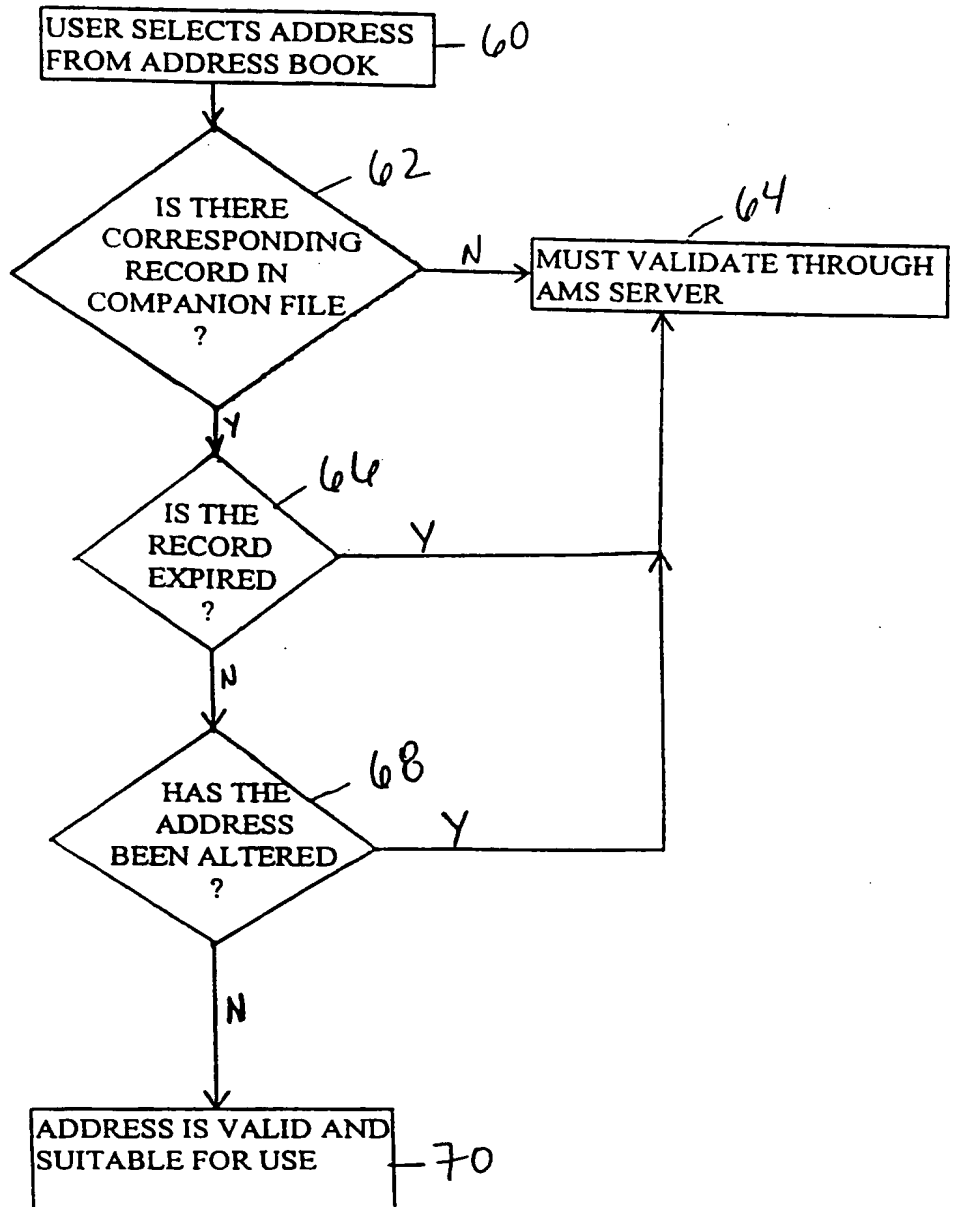 USER SELECTS ADDRESS
FROM ADDRESS BOOK
60
62
IS THERE
CORRESPONDING
RECORD IN
COMPANION FILE
?
N
64
MUST VALIDATE THROUGH
AMS SERVER
Y
66
IS THE
RECORD
EXPIRED
?
Y
N
68
HAS THE
ADDRESS
BEEN ALTERED
?
Y
N
ADDRESS IS VALID AND
SUITABLE FOR USE
70